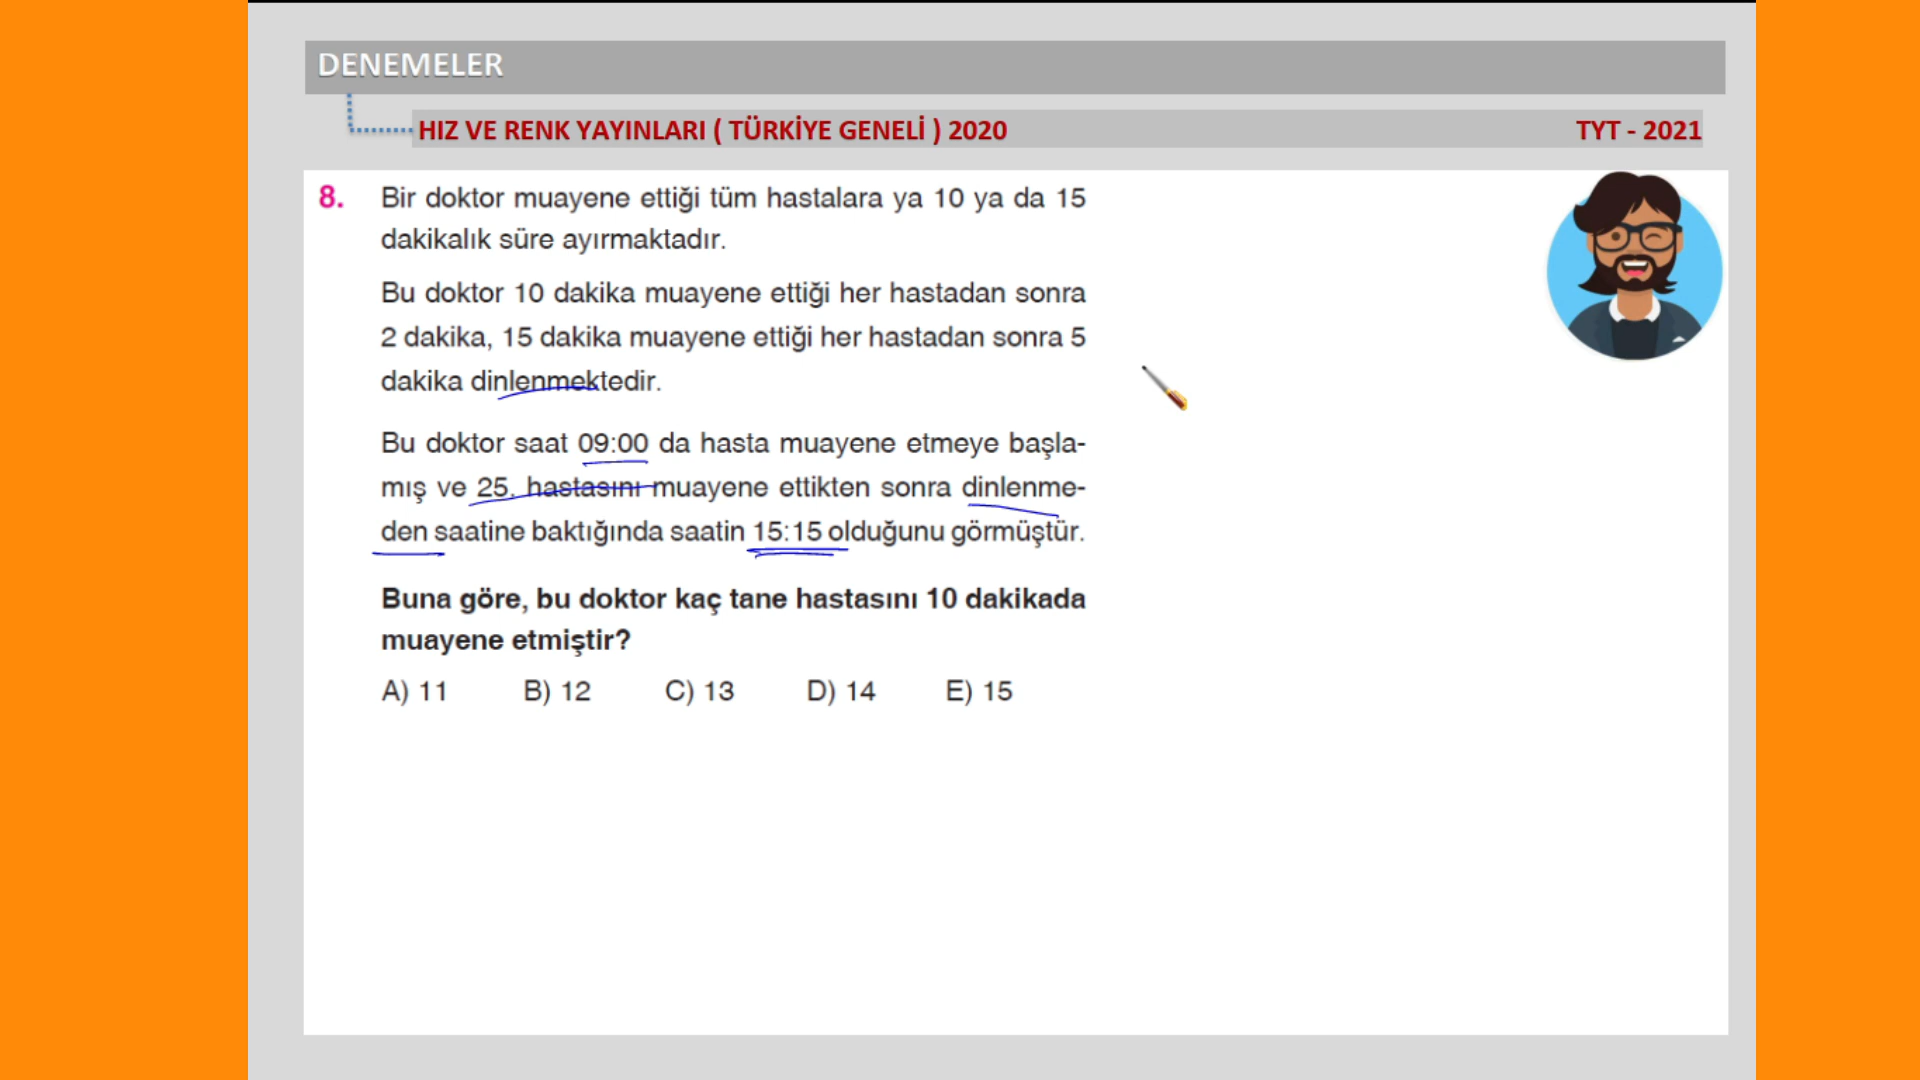 DENEMELER
HIZ VE RENK YAYINLARI ( TÜRKİYE GENELİ ) 2020
TYT - 2021
8. Bir doktor muayene ettiği tüm hastalara ya 10 ya da 15
dakikalık süre ayırmaktadır.
Bu doktor 10 dakika muayene ettiği her hastadan sonra
2 dakika, 15 dakika muayene ettiği her hastadan sonra 5
dakika dinlenmektedir.
Bu doktor saat 09:00 da hasta muayene etmeye başla-
mış ve 25. hastasını muayene ettikten sonra dinlenme-
den saatine baktığında saatin 15:15 olduğunu görmüştür.
Buna göre, bu doktor kaç tane hastasını 10 dakikada
muayene etmiştir?
A) 11 B) 12 C) 13 D) 14 E) 15